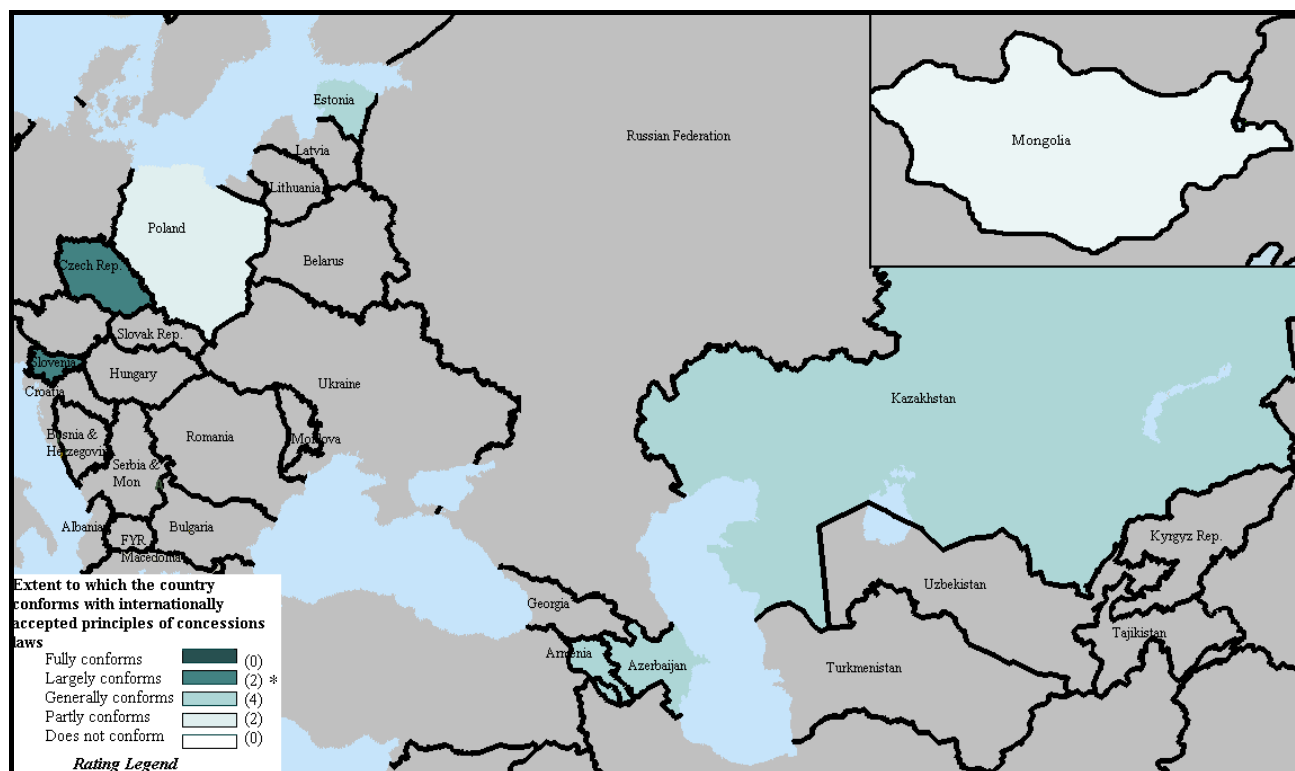 Estonia
Russian Federation
Mongolia
Latvia
Lithuania
Poland
Belarus
Czech Rep.
Slovak Rep.
Ukraine
Slovenia
Hungary
Croatia
Kazakhstan
Bosnia &
Herzegovin
Romania
Moldova
Serbia &
Mon
Albania
Bulgaria
FYR
Macedonia
Kyrgyz Rep.
Uzbekistan
Georgia
Tajikistan
Armenia
Azerbaijan
Turkmenistan
Extent to which the country
conforms with internationally
accepted principles of concessions
laws
Fully conforms (0)
Largely conforms (2) *
Generally conforms (4)
Partly conforms (2)
Does not conform (0)
Rating Legend